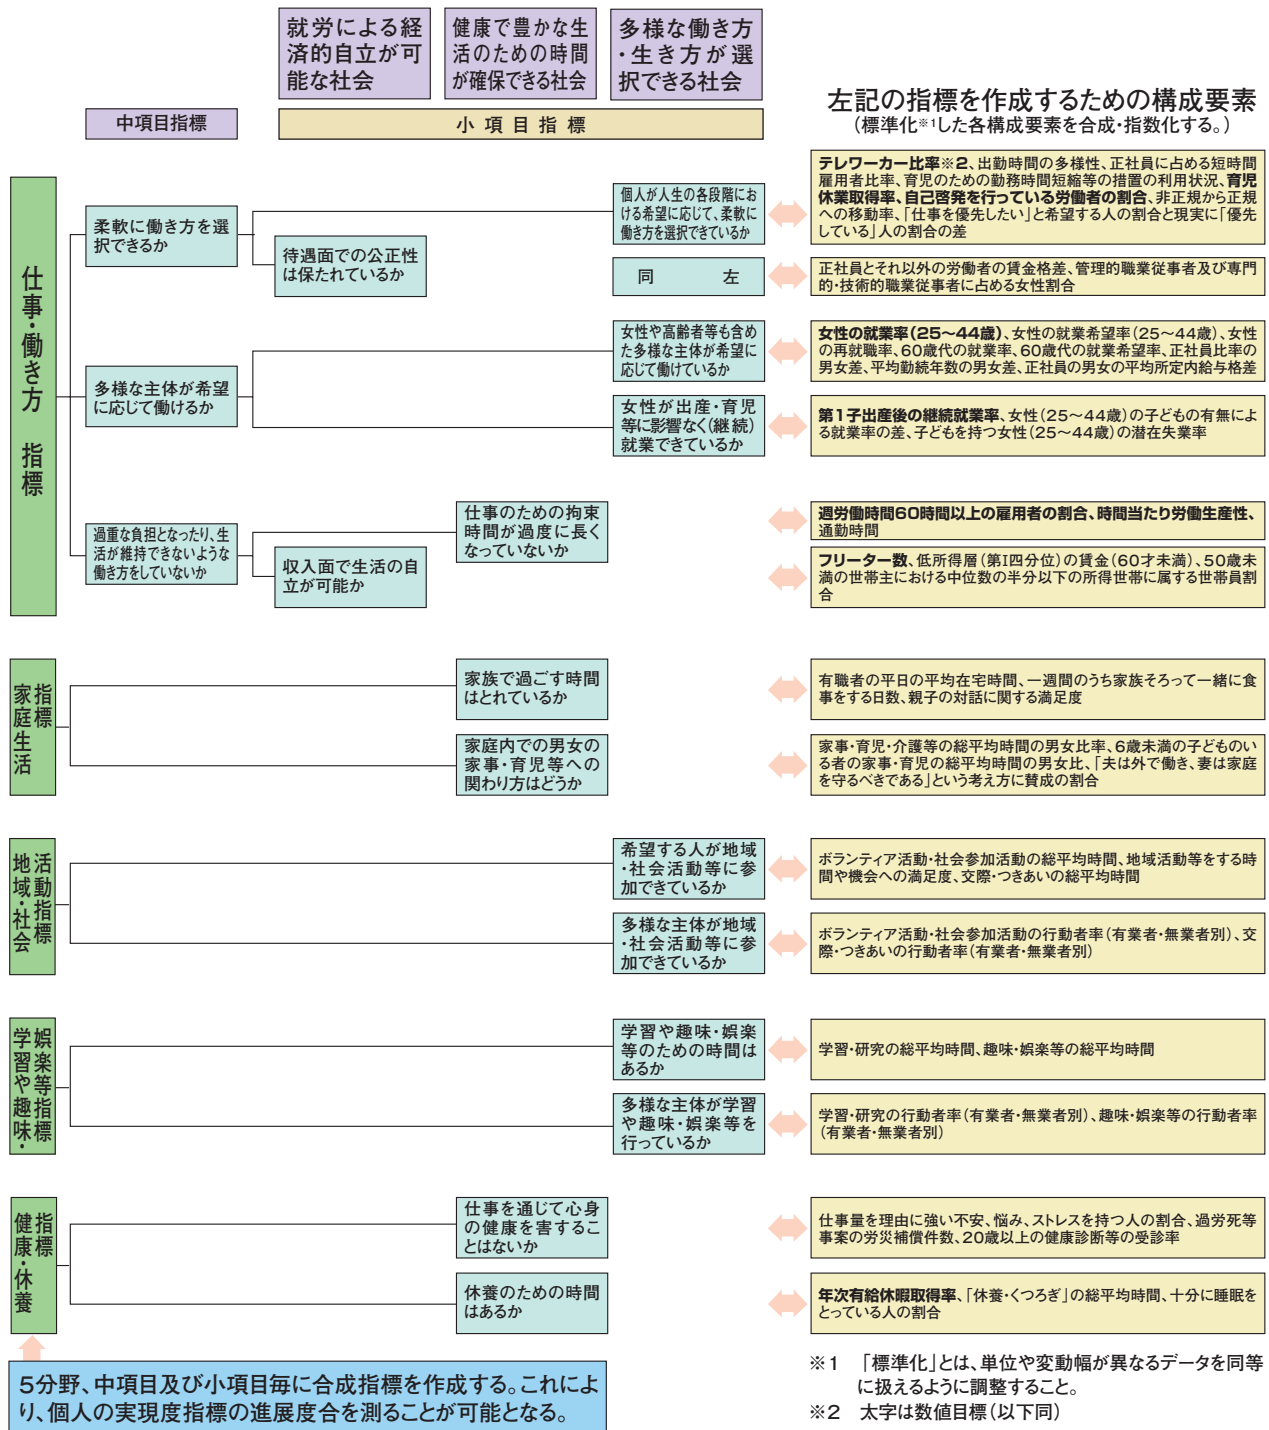 就労による経
済的自立が可
能な社会
健康で豊かな生
活のための時間
が確保できる社会
多様な働き方
・生き方が選
択できる社会
中項目指標
小項目指標
左記の指標を作成するための構成要素
(標準化※1した各構成要素を合成・指数化する。)
仕事・働き方 指標
柔軟に働き方を選
択できるか
個人が人生の各段階にお
ける希望に応じて、柔軟に
働き方を選択できているか
テレワーカー比率※2、出勤時間の多様性、正社員に占める短時間
雇用者比率、育児のための勤務時間短縮等の措置の利用状況、育児
休業取得率、自己啓発を行っている労働者の割合、非正規から正規
への移動率、「仕事を優先したい」と希望する人の割合と現実に「優先
している」人の割合の差
待遇面での公正性
は保たれているか
同 左
正社員とそれ以外の労働者の賃金格差、管理的職業従事者及び専門
的・技術的職業従事者に占める女性割合
多様な主体が希望
に応じて働けるか
女性や高齢者等も含め
た多様な主体が希望に
応じて働けているか
女性の就業率(25〜44歳)、女性の就業希望率(25〜44歳)、女性
の再就職率、60歳代の就業率、60歳代の就業希望率、正社員比率の
男女差、平均勤続年数の男女差、正社員の男女の平均所定内給与格差
女性が出産・育児
等に影響なく(継続)
就業できているか
第1子出産後の継続就業率、女性(25〜44歳)の子どもの有無によ
る就業率の差、子どもを持つ女性(25〜44歳)の潜在失業率
過重な負担となったり、生
活が維持できないような
働き方をしていないか
仕事のための拘束
時間が過度に長く
なっていないか
週労働時間60時間以上の雇用者の割合、時間当たり労働生産性、
通勤時間
収入面で生活の自
立が可能か
フリーター数、低所得層(第Ⅰ四分位)の賃金(60才未満)、50歳未
満の世帯主における中位数の半分以下の所得世帯に属する世帯員割
合
家庭生活
指標
家族で過ごす時間
はとれているか
有職者の平日の平均在宅時間、一週間のうち家族そろって一緒に食
事をする日数、親子の対話に関する満足度
家庭内での男女の
家事・育児等への
関わり方はどうか
家事・育児・介護等の総平均時間の男女比率、6歳未満の子どものい
る者の家事・育児の総平均時間の男女比、「夫は外で働き、妻は家庭
を守るべきである」という考え方に賛成の割合
地域・社会
活動指標
希望する人が地域
・社会活動等に参
加できているか
ボランティア活動・社会参加活動の総平均時間、地域活動等をする時
間や機会への満足度、交際・つきあいの総平均時間
多様な主体が地域
・社会活動等に参
加できているか
ボランティア活動・社会参加活動の行動者率(有業者・無業者別)、交
際・つきあいの行動者率(有業者・無業者別)
学習や趣味・
娯楽等指標
学習や趣味・娯楽
等のための時間は
あるか
学習・研究の総平均時間、趣味・娯楽等の総平均時間
多様な主体が学習
や趣味・娯楽等を
行っているか
学習・研究の行動者率(有業者・無業者別)、趣味・娯楽等の行動者率
(有業者・無業者別)
健康・休養
指標
仕事を通じて心身
の健康を害するこ
とはないか
仕事量を理由に強い不安、悩み、ストレスを持つ人の割合、過労死等
事案の労災補償件数、20歳以上の健康診断等の受診率
休養のための時間
はあるか
年次有給休暇取得率、「休養・くつろぎ」の総平均時間、十分に睡眠を
とっている人の割合
5分野、中項目及び小項目毎に合成指標を作成する。これによ
り、個人の実現度指標の進展度合を測ることが可能となる。
※1 「標準化」とは、単位や変動幅が異なるデータを同等
に扱えるように調整すること。
※2 太字は数値目標(以下同)